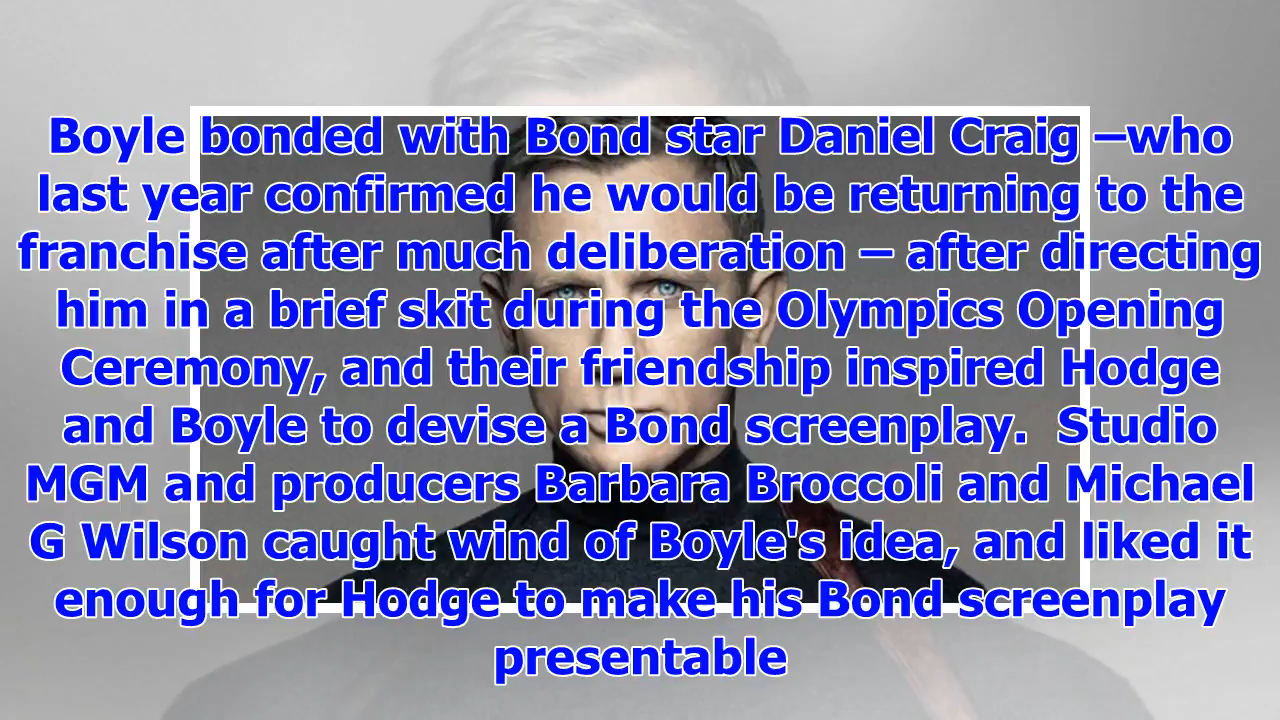 Boyle bonded with Bond star Daniel Craig –who
last year confirmed he would be returning to the
franchise after much deliberation – after directing
him in a brief skit during the Olympics Opening
Ceremony, and their friendship inspired Hodge
and Boyle to devise a Bond screenplay.  Studio
MGM and producers Barbara Broccoli and Michael
G Wilson caught wind of Boyle's idea, and liked it
enough for Hodge to make his Bond screenplay
presentable